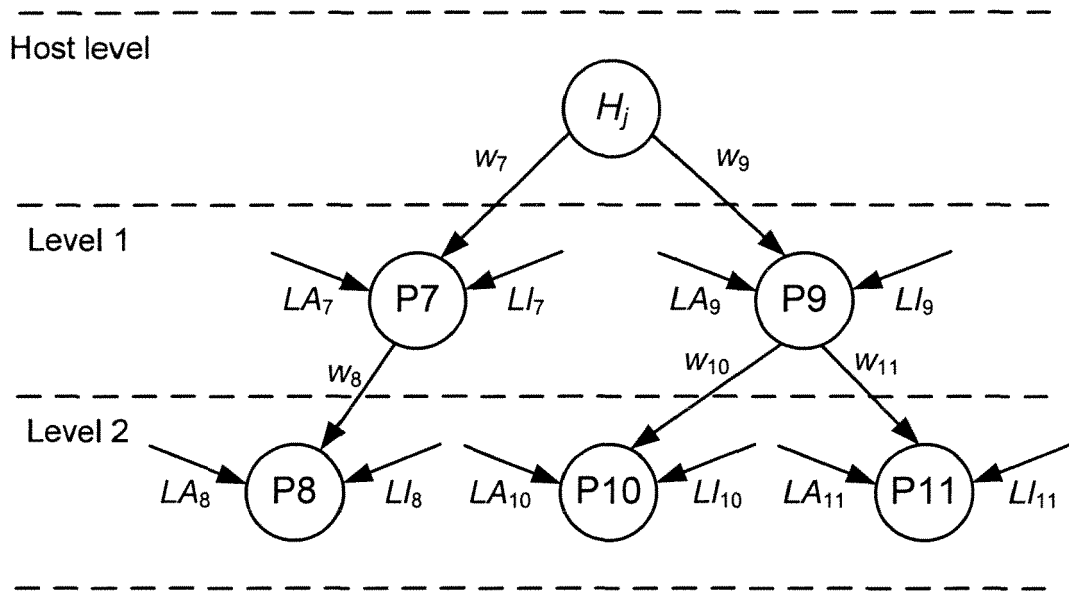 Host level
Hj
w7
w9
Level 1
LA7
P7
LI7
LA9
P9
LI9
w8
w10
w11
Level 2
LA8
P8
LI8
LA10
P10
LI10
LA11
P11
LI11